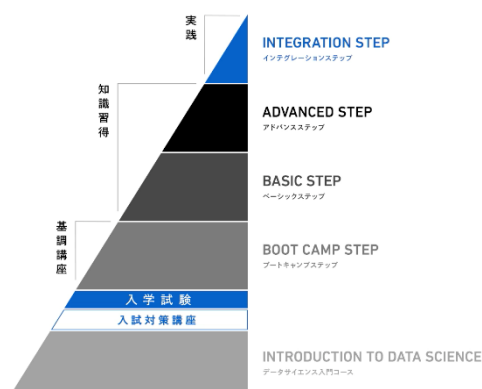 実践
INTEGRATION STEP
インテグレーションステップ
知識習得
ADVANCED STEP
アドバンスステップ
BASIC STEP
ベーシックステップ
基調講座
BOOT CAMP STEP
ブートキャンプステップ
入学試験
入試対策講座
INTRODUCTION TO DATA SCIENCE
データサイエンス入門コース